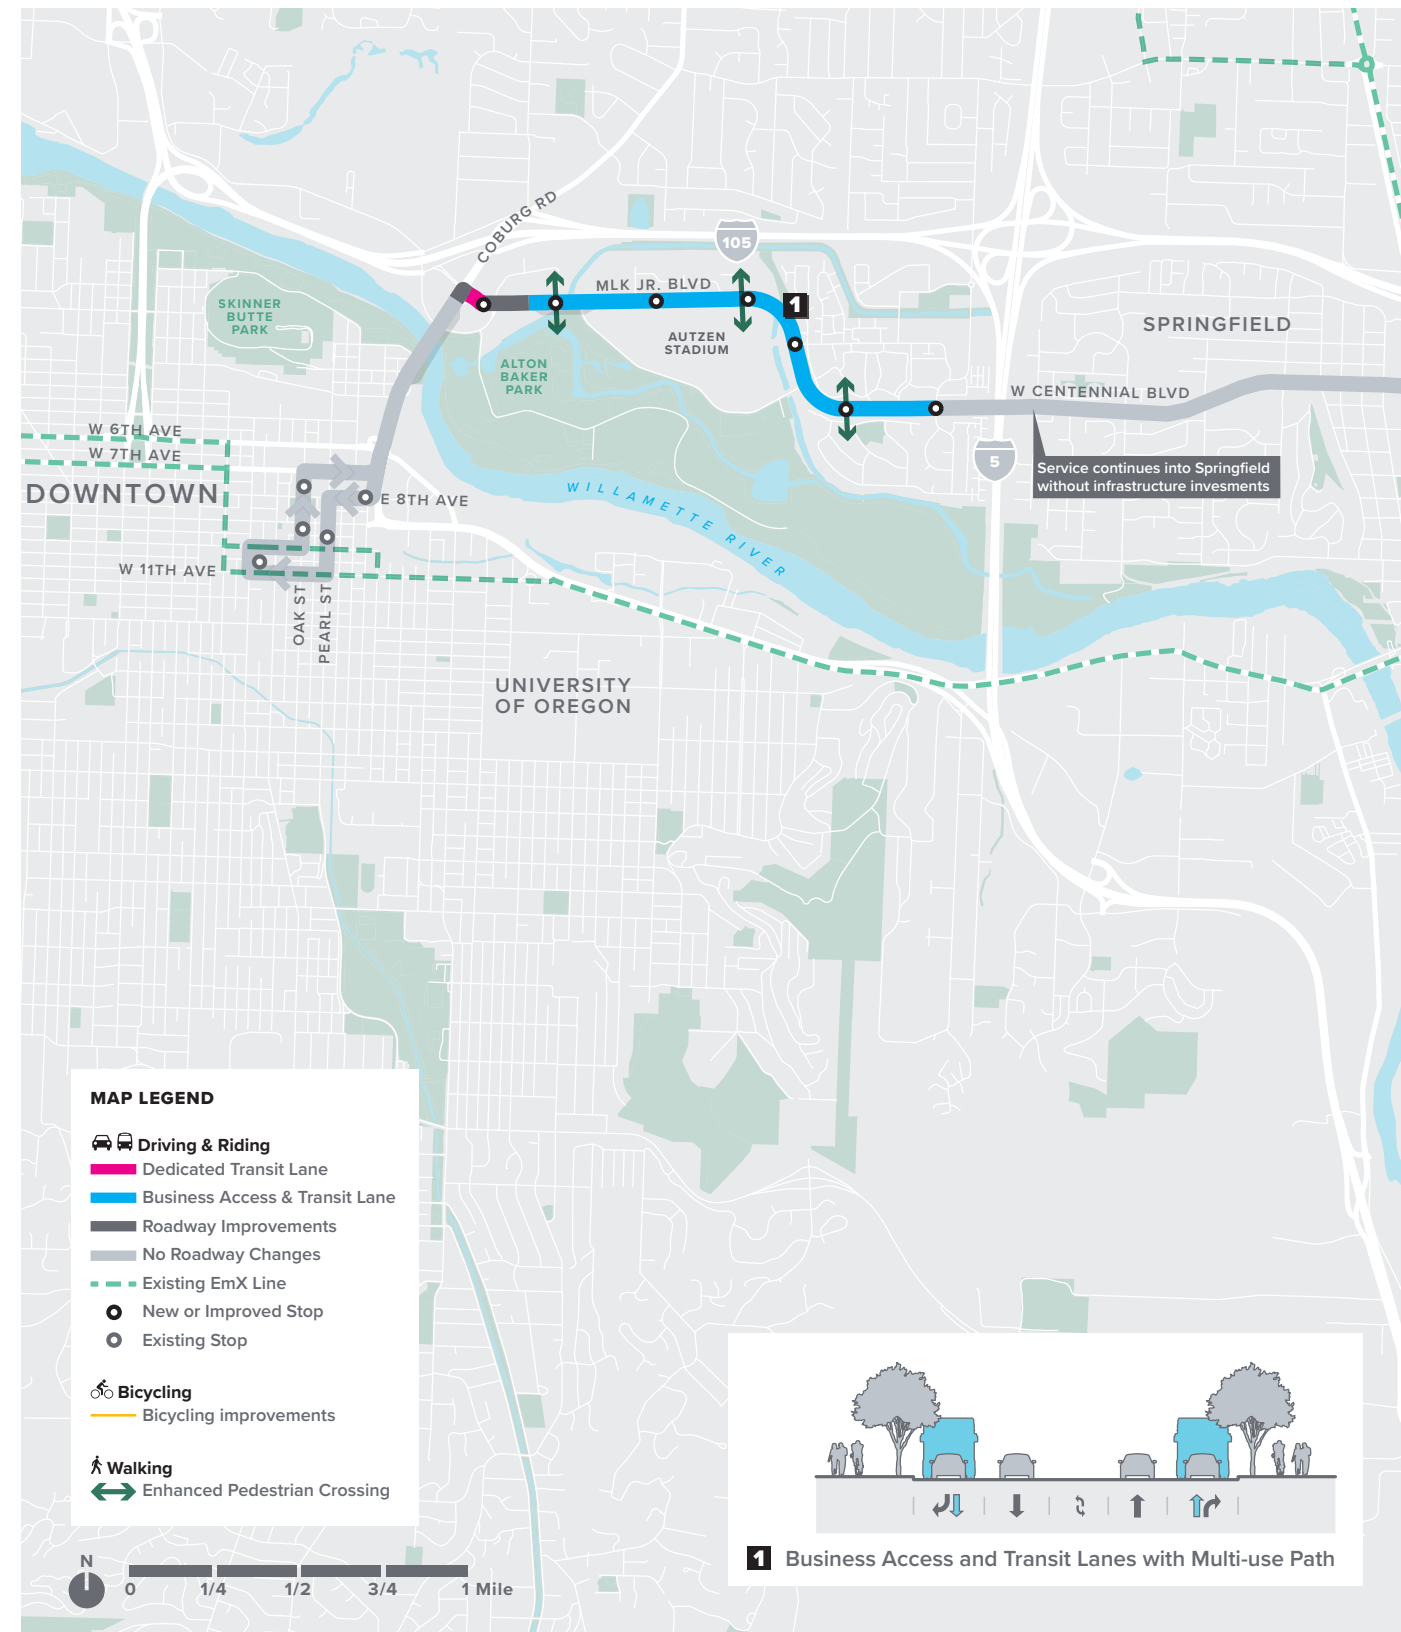 COBURG RD
105
MLK JR. BLVD
1
SKINNER
BUTTE
PARK
AUTZEN
STADIUM
SPRINGFIELD
ALTON
BAKER
PARK
W CENTENNIAL BLVD
W 6TH AVE
W 7TH AVE
5
Service continues into Springfield
without infrastructure invesments
DOWNTOWN
E 8TH AVE
WILLAMETTE RIVER
W 11TH AVE
OAK ST
PEARL ST
UNIVERSITY
OF OREGON
MAP LEGEND
Driving & Riding
Dedicated Transit Lane
Business Access & Transit Lane
Roadway Improvements
No Roadway Changes
Existing EmX Line
New or Improved Stop
Existing Stop
Bicycling
Bicycling improvements
Walking
Enhanced Pedestrian Crossing
N
0 1/4 1/2 3/4 1 Mile
1 Business Access and Transit Lanes with Multi-use Path